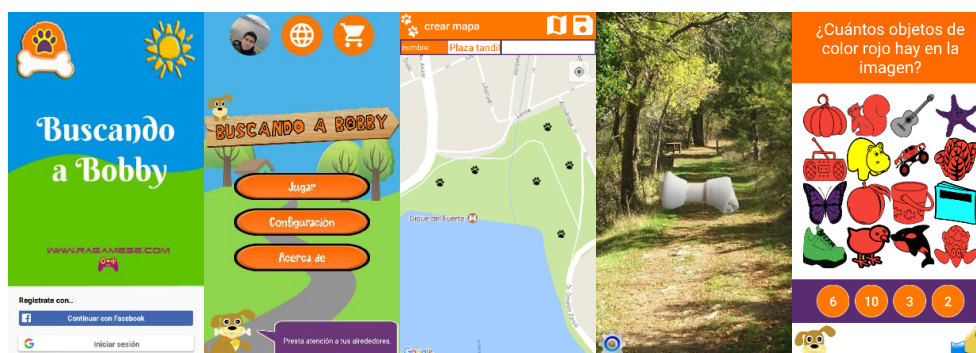 Buscando
a Bobby
WWW.RAGAMESE.COM
Registrate con..
Continuar con Facebook
Iniciar sesión
BUSCANDO A BOBBY
Jugar
Configuración
Acerca de
Presta atención a tus alrededores.
crear mapa
nombre: Plaza tandil
Dique del Fuerte
Google
¿Cuántos objetos de
color rojo hay en la
imagen?
6 10 3 2